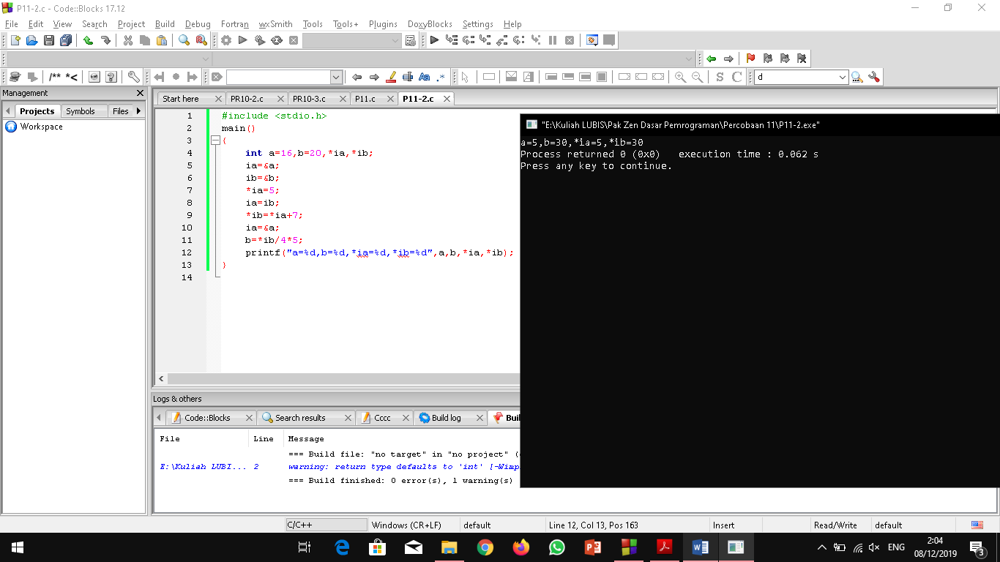 P11-2.c - Code::Blocks 17.12
File Edit View Search Project Build Debug Fortran wxSmith Tools Tools+ Plugins DoxyBlocks Settings Help
/** *<
Aa .*
S C d
Management
Projects Symbols Files
Workspace
Start here PR10-2.c PR10-3.c P11.c P11-2.c
1 #include <stdio.h>
2 main()
3 {
4 int a=16,b=20,*ia,*ib;
5 ia=&a;
6 ib=&b;
7 *ia=5;
8 ia=ib;
9 *ib=*ia+7;
10 ia=&a;
11 b=*ib/4*5;
12 printf("a=%d,b=%d,*ia=%d,*ib=%d",a,b,*ia,*ib);
13 }
14
"E:\Kuliah LUBIS\Pak Zen Dasar Pemrograman\Percobaan 11\P11-2.exe"
a=5,b=30,*ia=5,*ib=30
Process returned 0 (0x0) execution time : 0.062 s
Press any key to continue.
Logs & others
Code::Blocks Search results Cccc Build log Buil
File Line Message
=== Build file: "no target" in "no project" (
E:\Kuliah LUBI... 2 warning: return type defaults to 'int' [-Wimp
=== Build finished: 0 error(s), 1 warning(s)
C/C++ Windows (CR+LF) default Line 12, Col 13, Pos 163 Insert Read/Write default
ENG 2:04
08/12/2019 3